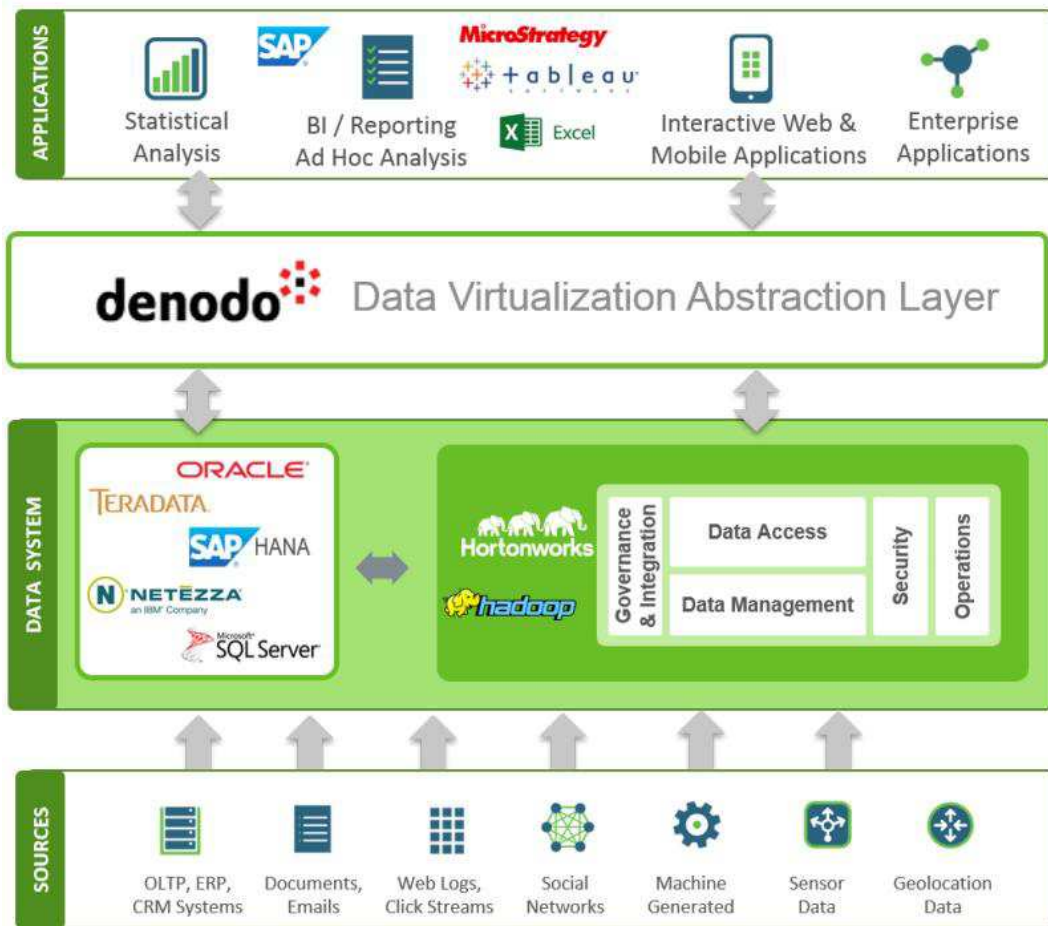 APPLICATIONS
SAP
MicroStrategy
+ableau
SOFTWARE
Excel
Statistical
Analysis
BI / Reporting
Ad Hoc Analysis
Interactive Web &
Mobile Applications
Enterprise
Applications
denodo
Data Virtualization Abstraction Layer
DATA SYSTEM
ORACLE
TERADATA
SAP HANA
N NETEZZA
an IBM Company
Microsoft
SQL Server
Hortonworks
hadoop
Governance
& Integration
Data Access
Data Management
Security
Operations
SOURCES
OLTP, ERP,
CRM Systems
Documents,
Emails
Web Logs,
Click Streams
Social
Networks
Machine
Generated
Sensor
Data
Geolocation
Data